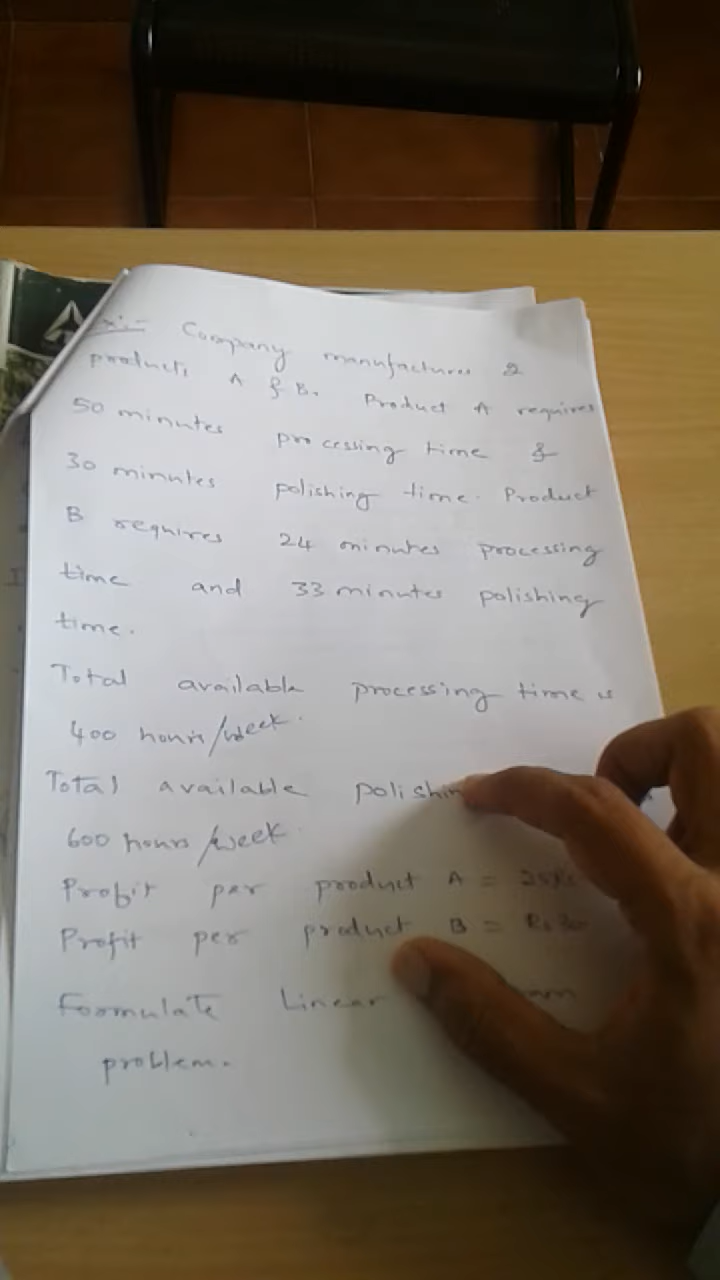 Company manufactures 2
products A & B. Product A requires
50 minutes processing time &
30 minutes polishing time. Product
B requires 24 minutes processing
time and 33 minutes polishing
time.
Total available processing time is
400 hours/week.
Total available
600 hours/week.
Profit per product A =
Profit per product B =
Formulate Linear
problem.